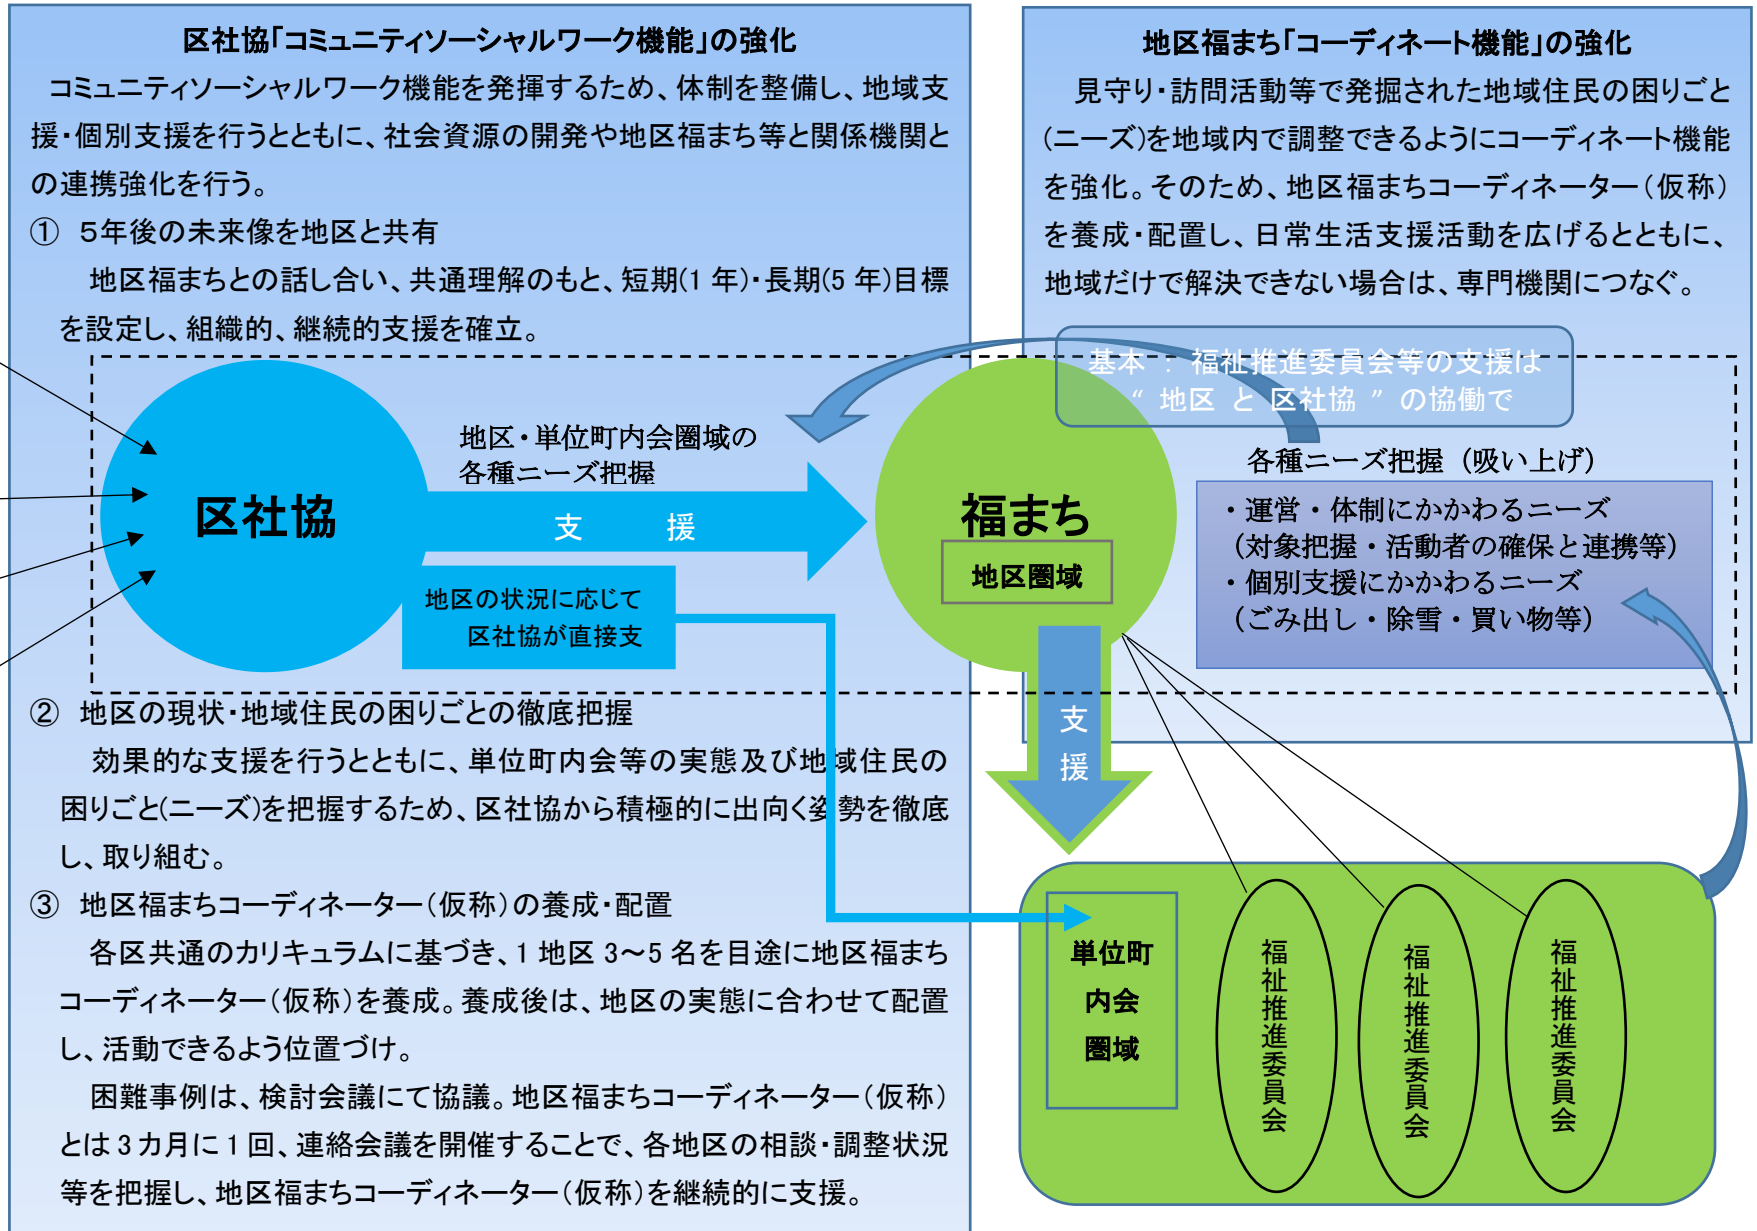 区社協「コミュニティソーシャルワーク機能」の強化
コミュニティソーシャルワーク機能を発揮するため、体制を整備し、地域支
援・個別支援を行うとともに、社会資源の開発や地区福まち等と関係機関と
の連携強化を行う。
① 5年後の未来像を地区と共有
地区福まちとの話し合い、共通理解のもと、短期(1 年)・長期(5 年)目標
を設定し、組織的、継続的支援を確立。
区社協
地区・単位町内会圏域の
各種ニーズ把握
支 援
地区の状況に応じて
区社協が直接支
② 地区の現状・地域住民の困りごとの徹底把握
効果的な支援を行うとともに、単位町内会等の実態及び地域住民の
困りごと(ニーズ)を把握するため、区社協から積極的に出向く姿勢を徹底
し、取り組む。
③ 地区福まちコーディネーター(仮称)の養成・配置
各区共通のカリキュラムに基づき、1 地区 3～5 名を目途に地区福まち
コーディネーター(仮称)を養成。養成後は、地区の実態に合わせて配置
し、活動できるよう位置づけ。
困難事例は、検討会議にて協議。地区福まちコーディネーター(仮称)
とは 3 カ月に 1 回、連絡会議を開催することで、各地区の相談・調整状況
等を把握し、地区福まちコーディネーター(仮称)を継続的に支援。
地区福まち「コーディネート機能」の強化
見守り・訪問活動等で発掘された地域住民の困りごと
(ニーズ)を地域内で調整できるようにコーディネート機能
を強化。そのため、地区福まちコーディネーター(仮称)
を養成・配置し、日常生活支援活動を広げるとともに、
地域だけで解決できない場合は、専門機関につなぐ。
基本 : 福祉推進委員会等の支援は
“ 地区 と 区社協 ” の協働で
福まち
地区圏域
各種ニーズ把握（吸い上げ）
・運営・体制にかかわるニーズ
（対象把握・活動者の確保と連携等）
・個別支援にかかわるニーズ
（ごみ出し・除雪・買い物等）
支
援
単位町
内会
圏域
福祉推進委員会
福祉推進委員会
福祉推進委員会